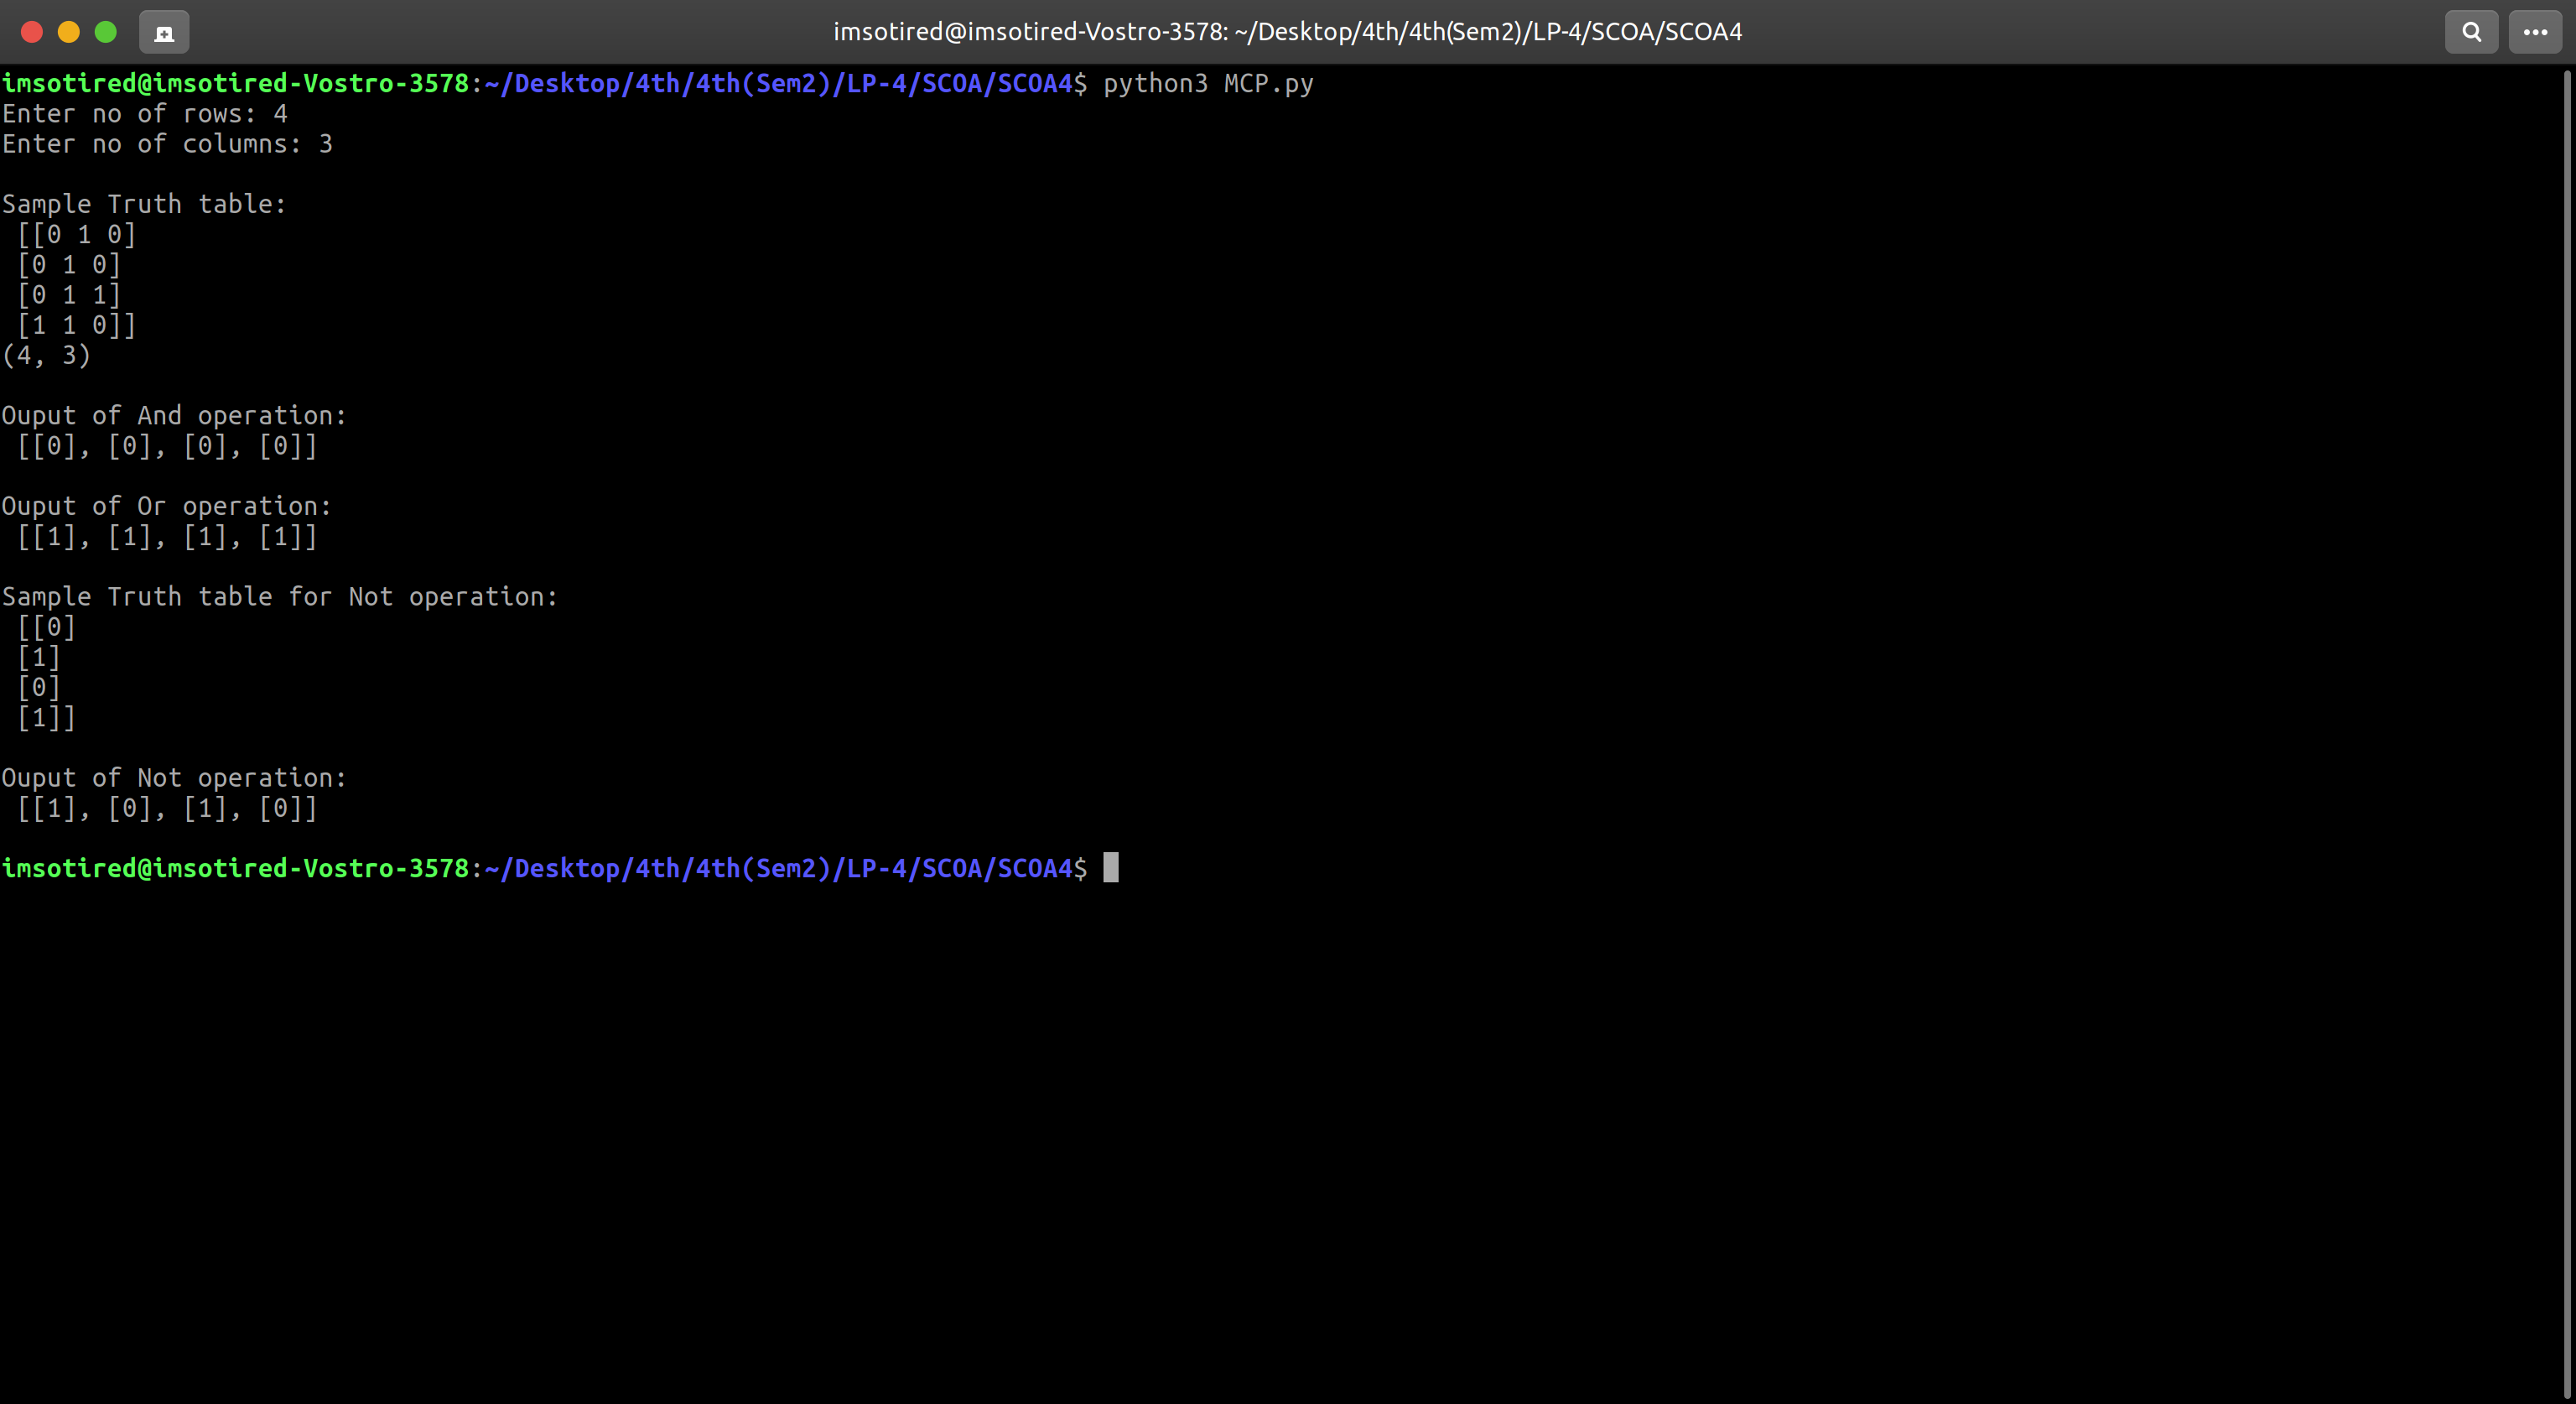 imsotired@imsotired-Vostro-3578: ~/Desktop/4th/4th(Sem2)/LP-4/SCOA/SCOA4
imsotired@imsotired-Vostro-3578:~/Desktop/4th/4th(Sem2)/LP-4/SCOA/SCOA4$ python3 MCP.py
Enter no of rows: 4
Enter no of columns: 3
Sample Truth table:
[[0 1 0]
[0 1 0]
[0 1 1]
[1 1 0]]
(4, 3)
Ouput of And operation:
[[0], [0], [0], [0]]
Ouput of Or operation:
[[1], [1], [1], [1]]
Sample Truth table for Not operation:
[[0]
[1]
[0]
[1]]
Ouput of Not operation:
[[1], [0], [1], [0]]
imsotired@imsotired-Vostro-3578:~/Desktop/4th/4th(Sem2)/LP-4/SCOA/SCOA4$